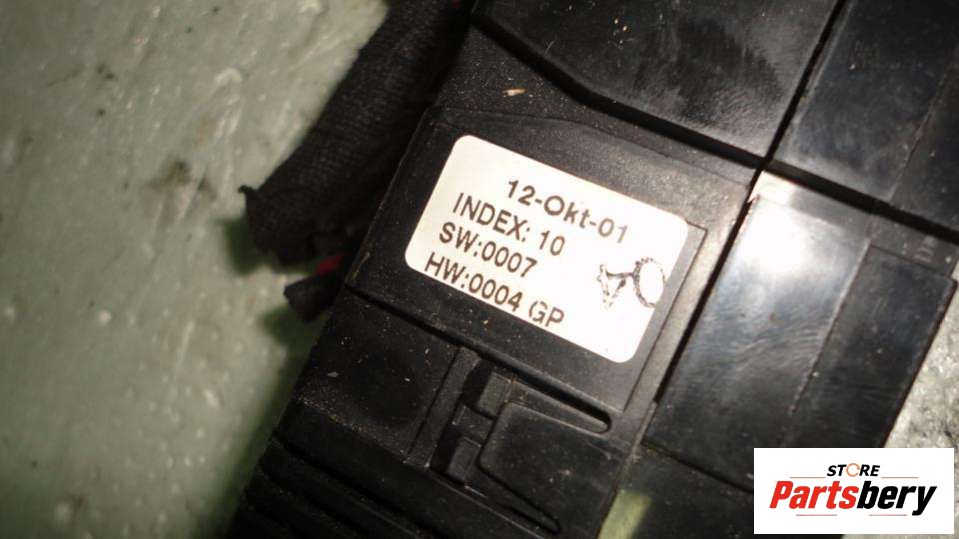 12-Okt-01
INDEX: 10
SW:0007
HW:0004 GP
STORE
Partsbery